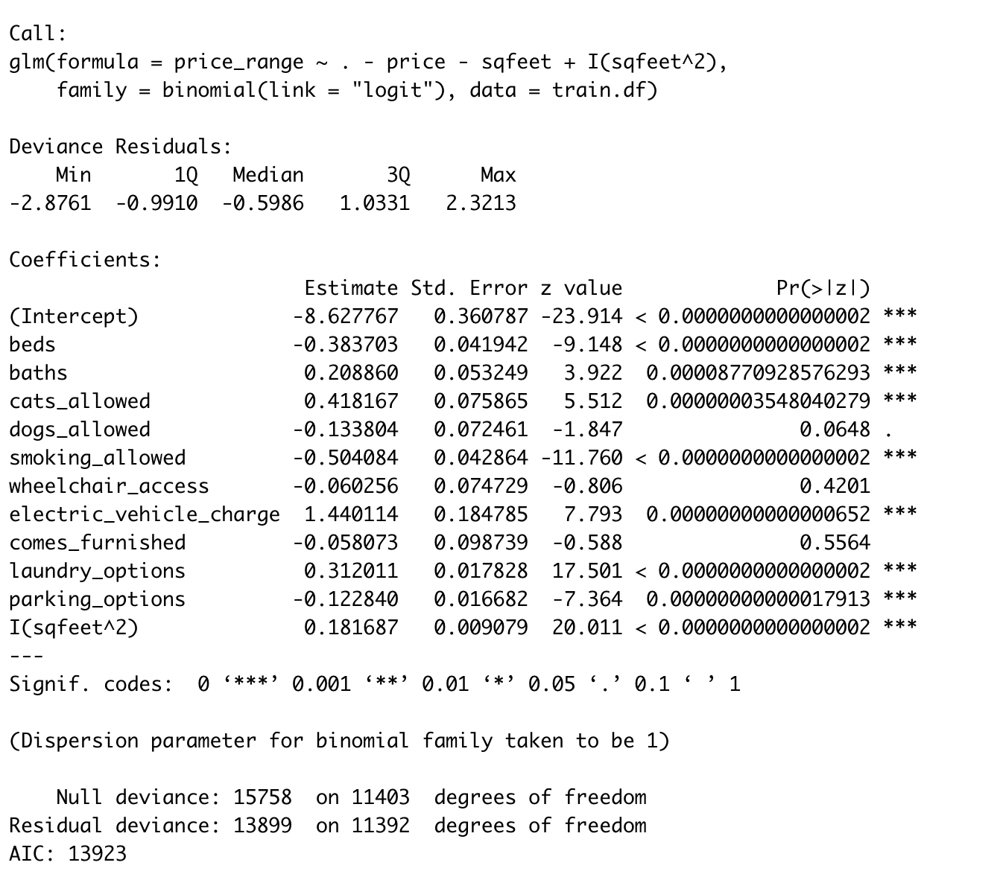 Call:
glm(formula = price_range ~ . - price - sqfeet + I(sqfeet^2),
    family = binomial(link = "logit"), data = train.df)
Deviance Residuals:
    Min       1Q   Median       3Q      Max
-2.8761  -0.9910  -0.5986   1.0331   2.3213
Coefficients:
                         Estimate Std. Error z value             Pr(>|z|)
(Intercept)             -8.627767   0.360787 -23.914 < 0.0000000000000002 ***
beds                    -0.383703   0.041942  -9.148 < 0.0000000000000002 ***
baths                    0.208860   0.053249   3.922  0.00008770928576293 ***
cats_allowed             0.418167   0.075865   5.512  0.00000003548040279 ***
dogs_allowed            -0.133804   0.072461  -1.847               0.0648 .
smoking_allowed         -0.504084   0.042864 -11.760 < 0.0000000000000002 ***
wheelchair_access       -0.060256   0.074729  -0.806               0.4201
electric_vehicle_charge  1.440114   0.184785   7.793  0.00000000000000652 ***
comes_furnished         -0.058073   0.098739  -0.588               0.5564
laundry_options          0.312011   0.017828  17.501 < 0.0000000000000002 ***
parking_options         -0.122840   0.016682  -7.364  0.00000000000017913 ***
I(sqfeet^2)              0.181687   0.009079  20.011 < 0.0000000000000002 ***
---
Signif. codes:  0 ‘***’ 0.001 ‘**’ 0.01 ‘*’ 0.05 ‘.’ 0.1 ‘ ’ 1
(Dispersion parameter for binomial family taken to be 1)
    Null deviance: 15758  on 11403  degrees of freedom
Residual deviance: 13899  on 11392  degrees of freedom
AIC: 13923